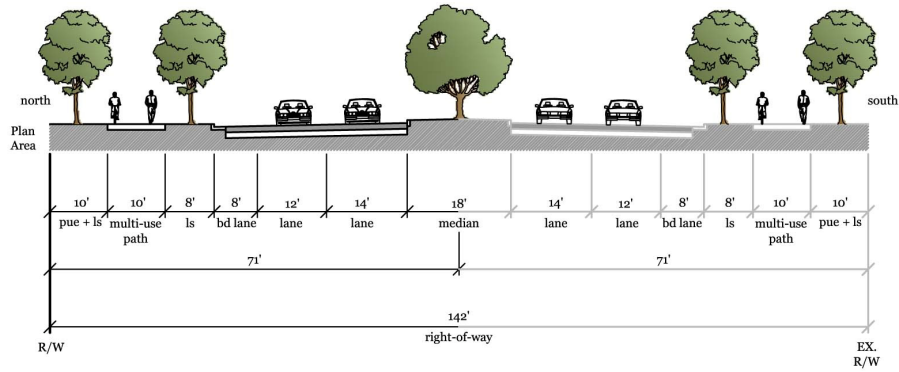 north
south
Plan
Area
10' 10' 8' 8' 12' 14' 18' 14' 12' 8' 8' 10' 10'
pue + ls multi-use path ls bd lane lane lane median lane lane bd lane ls multi-use path pue + ls
71' 71'
142'
right-of-way
R/W
EX.
R/W